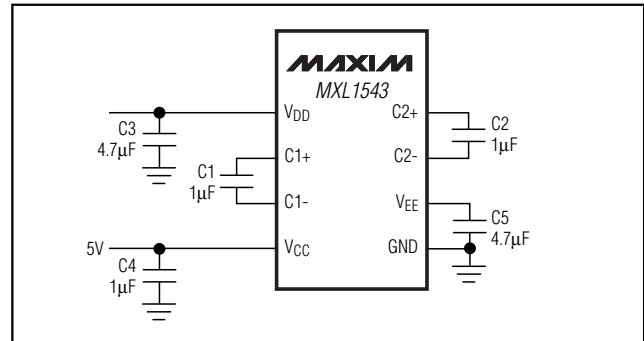 MAXIM
MXL1543
VDD
C2+
C3
4.7µF
C2
1µF
C1+
C2-
C1
1µF
C1-
VEE
C5
4.7µF
5V
VCC
GND
C4
1µF